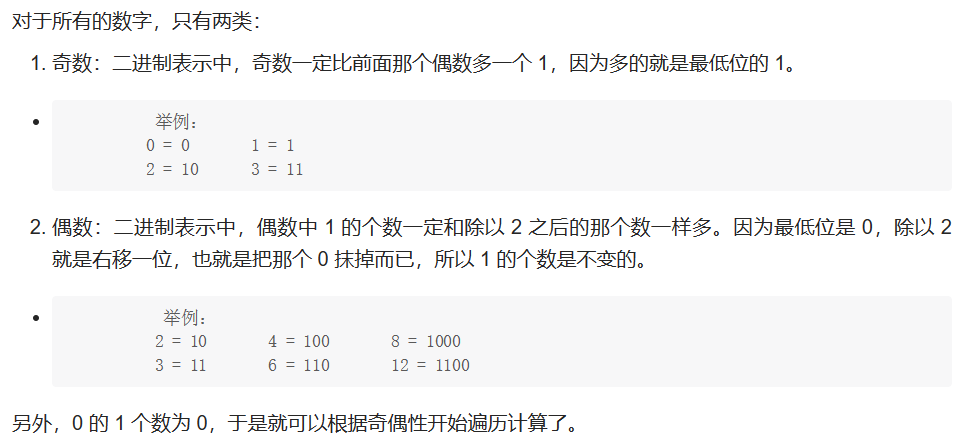 对于所有的数字，只有两类：
1. 奇数：二进制表示中，奇数一定比前面那个偶数多一个 1，因为多的就是最低位的 1。
• 举例：
0 = 0 1 = 1
2 = 10 3 = 11
2. 偶数：二进制表示中，偶数中 1 的个数一定和除以 2 之后的那个数一样多。因为最低位是 0，除以 2
就是右移一位，也就是把那个 0 抹掉而已，所以 1 的个数是不变的。
• 举例：
2 = 10 4 = 100 8 = 1000
3 = 11 6 = 110 12 = 1100
另外，0 的 1 个数为 0，于是就可以根据奇偶性开始遍历计算了。